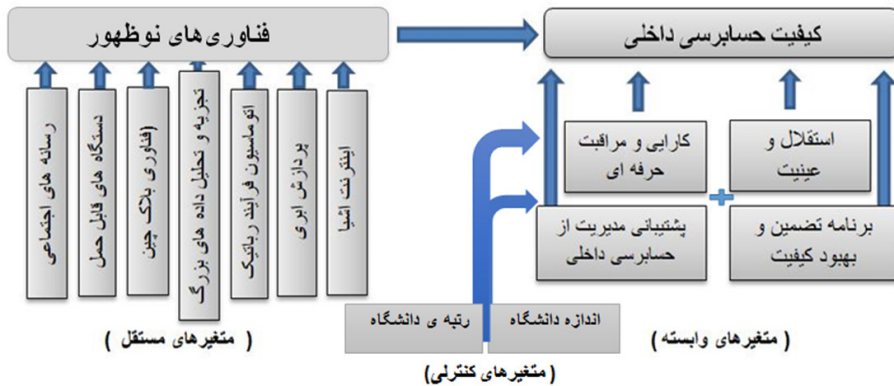 فناوری‌های نوظهور
کیفیت حسابرسی داخلی
اینترنت اشیا
پردازش ابری
اتوماسیون فرآیند رباتیک
تجزیه و تحلیل داده های بزرگ
(فناوری بلاک چین
دستگاه های قابل حمل
رسانه های اجتماعی
استقلال و
عینیت
کارایی و مراقبت
حرفه ای
برنامه تضمین و
بهبود کیفیت
پشتیبانی مدیریت از
حسابرسی داخلی
اندازه دانشگاه
رتبه ی دانشگاه
( متغیرهای وابسته )
( متغیرهای مستقل )
(متغیرهای کنترلی)